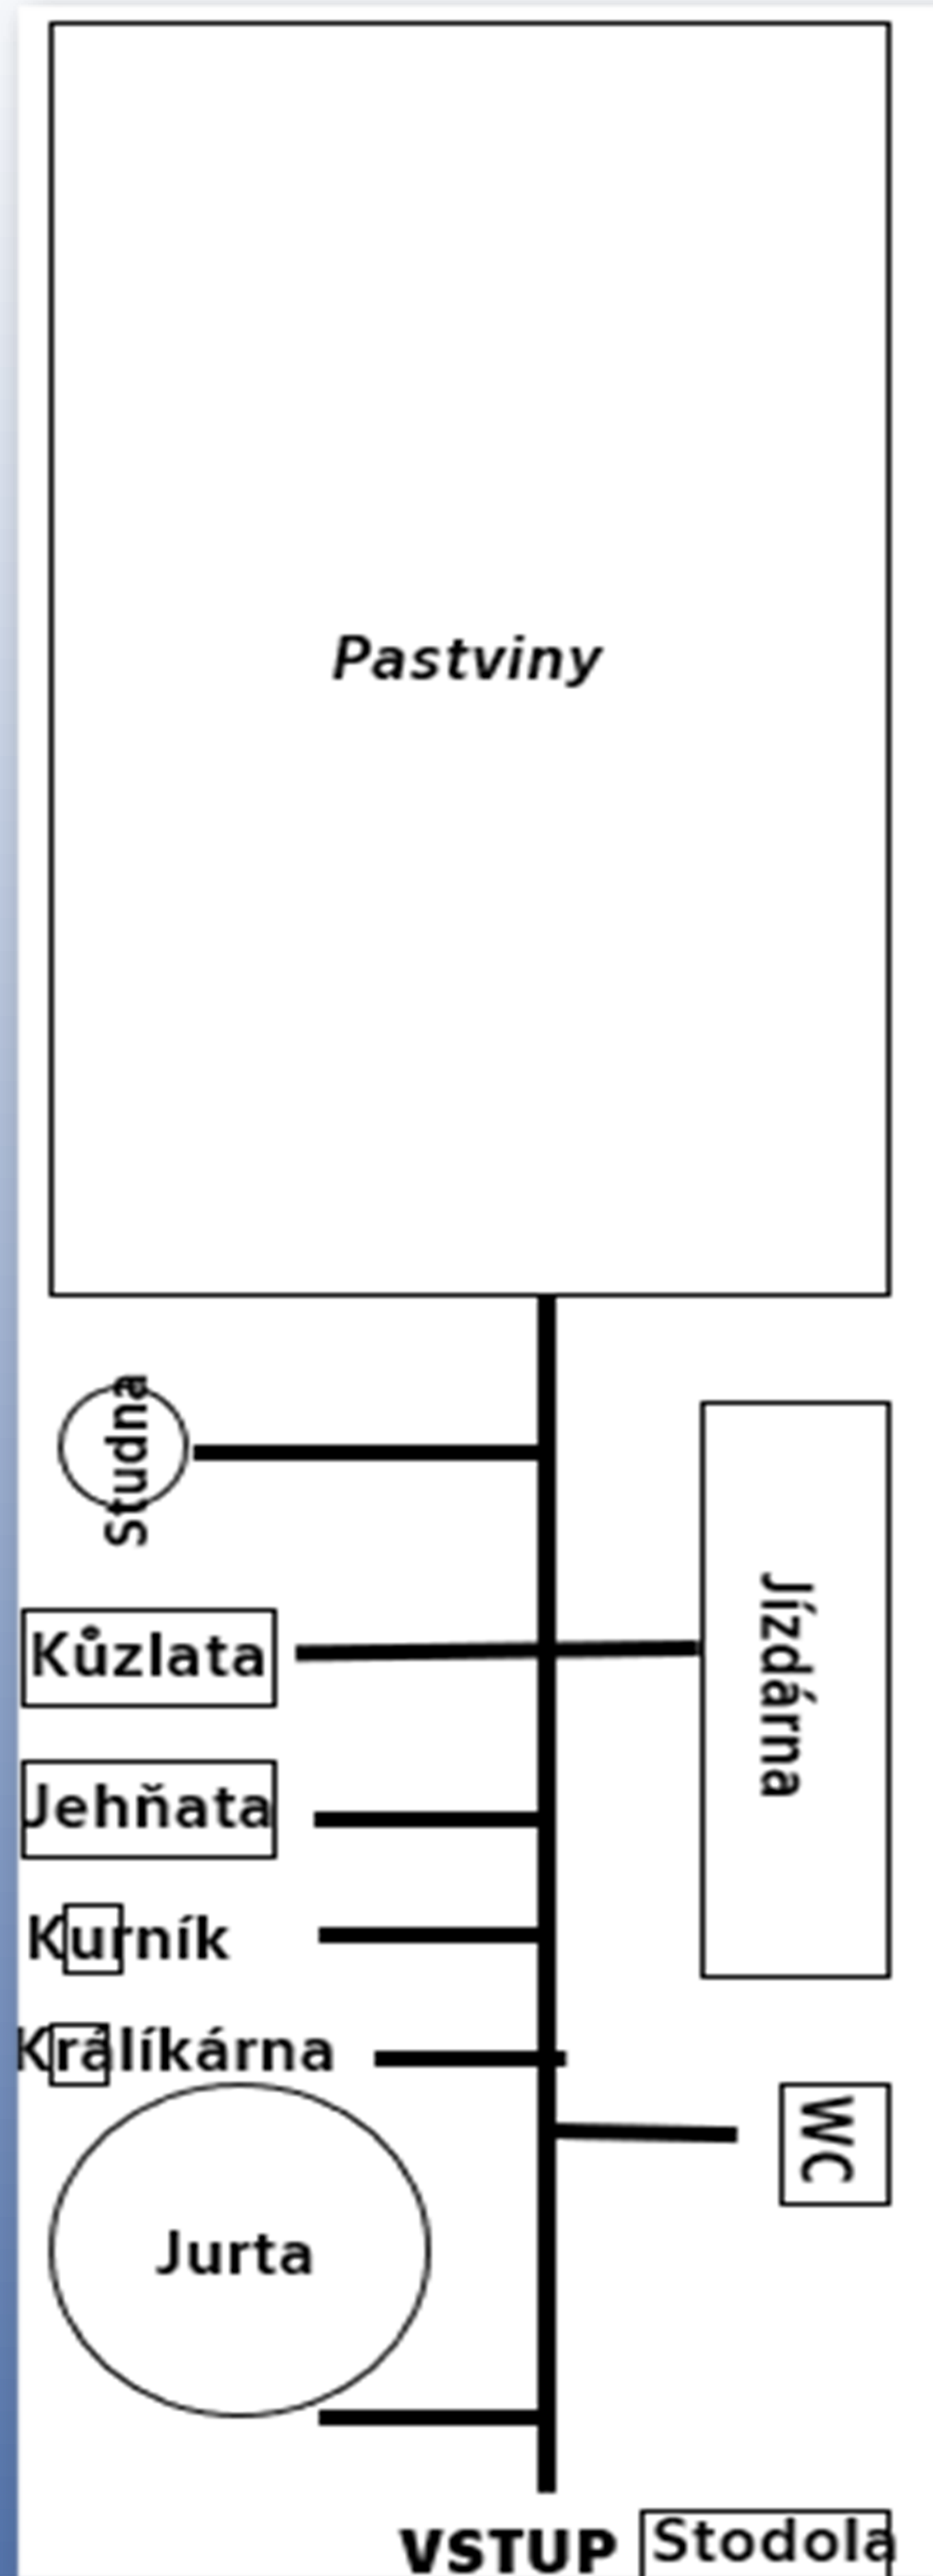 Pastviny
Studna
Kůzlata
Jízdárna
Jehňata
Kurník
Králíkárna
WC
Jurta
VSTUP
Stodola